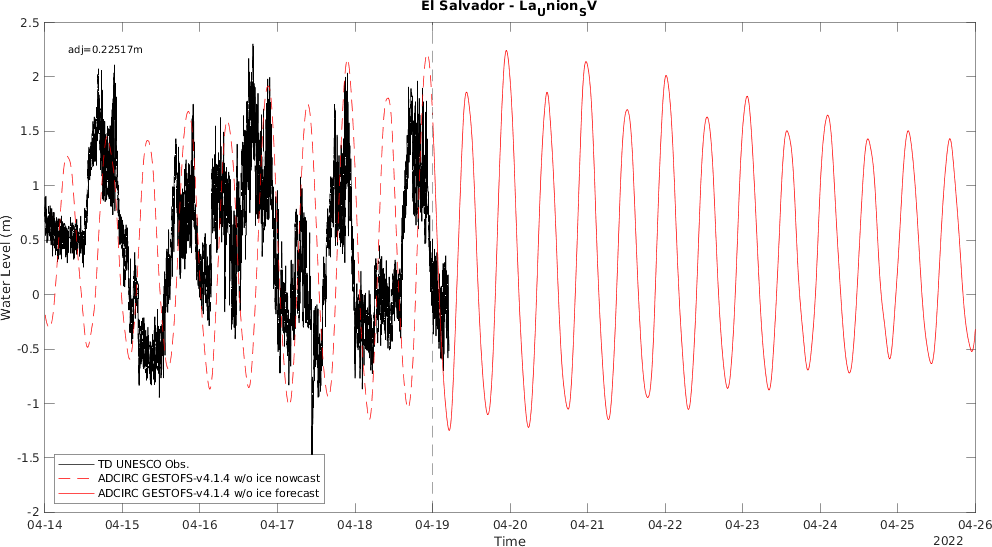 El Salvador - LaUnionSV
adj=0.22517m
2.5
2
1.5
1
0.5
0
-0.5
-1
-1.5
-2
Water Level (m)
TD UNESCO Obs.
ADCIRC GESTOFS-v4.1.4 w/o ice nowcast
ADCIRC GESTOFS-v4.1.4 w/o ice forecast
04-14 04-15 04-16 04-17 04-18 04-19 04-20 04-21 04-22 04-23 04-24 04-25 04-26
Time
2022